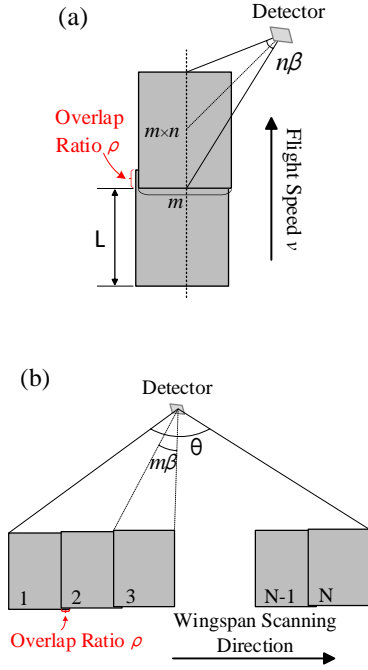 (a)
Detector
nβ
Overlap
Ratio ρ
m×n
m
L
Flight Speed v
(b)
Detector
θ
mβ
1
2
3
N-1
N
Overlap Ratio ρ
Wingspan Scanning
Direction